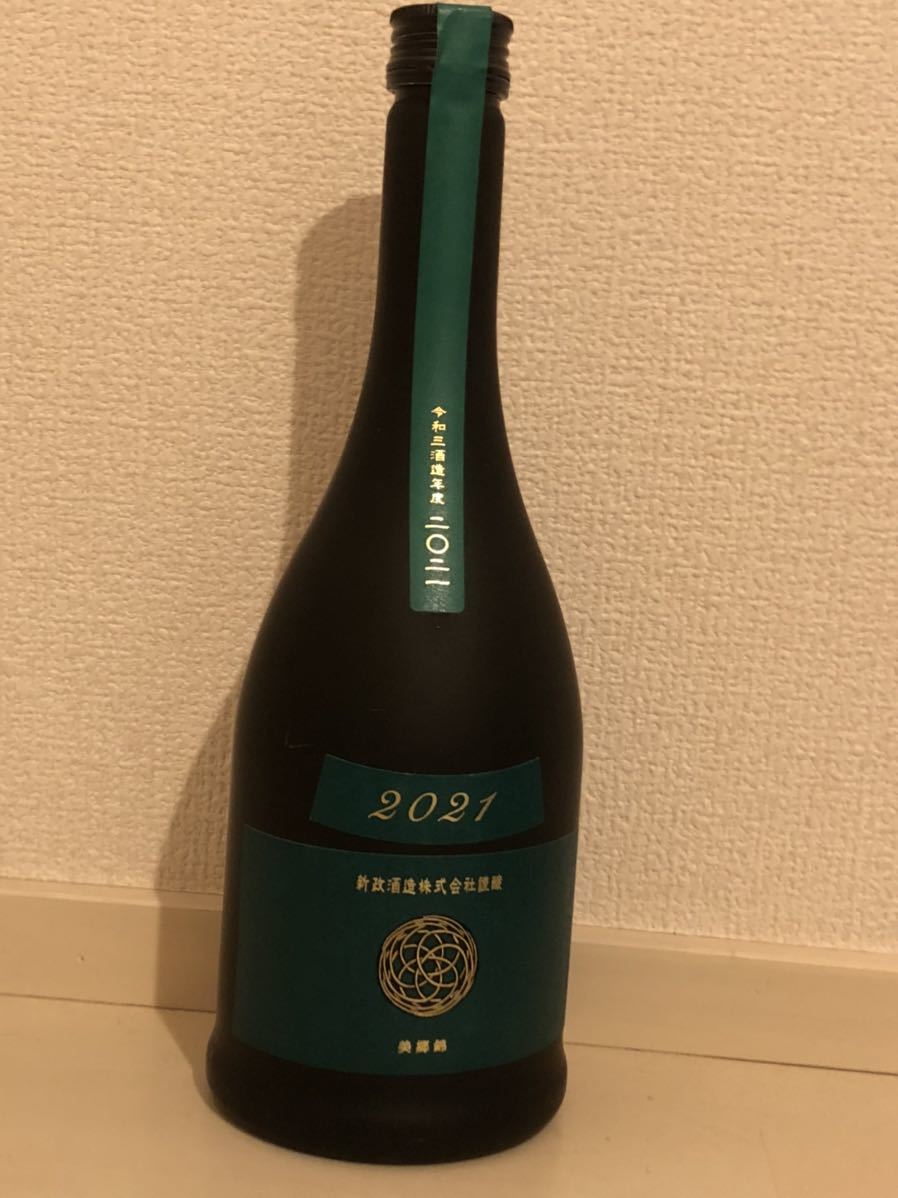 令和三酒造年度 二〇二一
2021
新政酒造株式会社謹醸
美郷錦